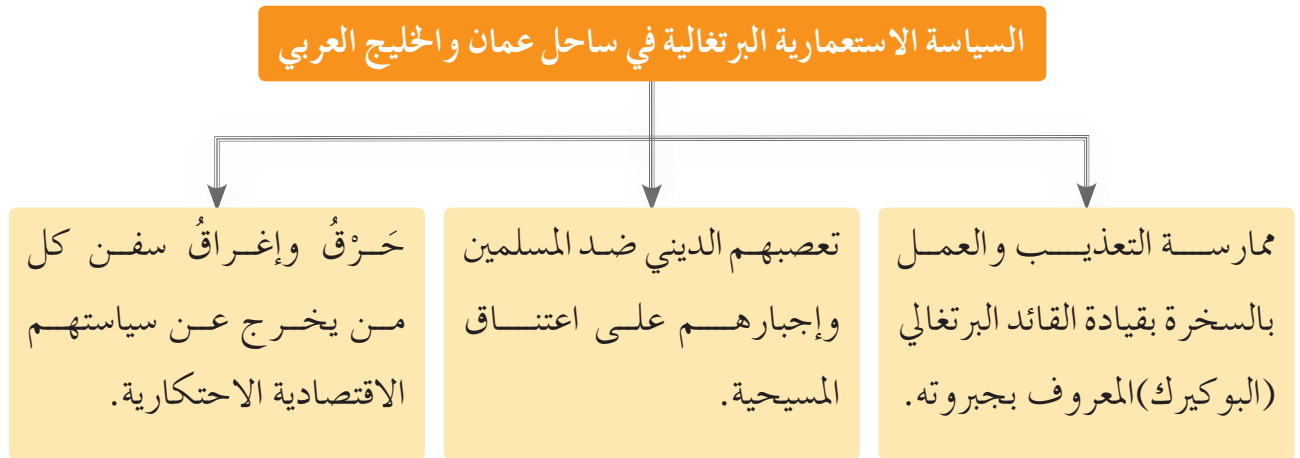 السياسة الاستعمارية البرتغالية في ساحل عمان والخليج العربي
ممارسة التعذيب والعمل
بالسخرة بقيادة القائد البرتغالي
(البوكيرك)المعروف بجبروته.
تعصبهم الديني ضد المسلمين
وإجبارهم على اعتناق
المسيحية.
حَرْقُ وإغراقُ سفن كل
من يخرج عن سياستهم
الاقتصادية الاحتكارية.